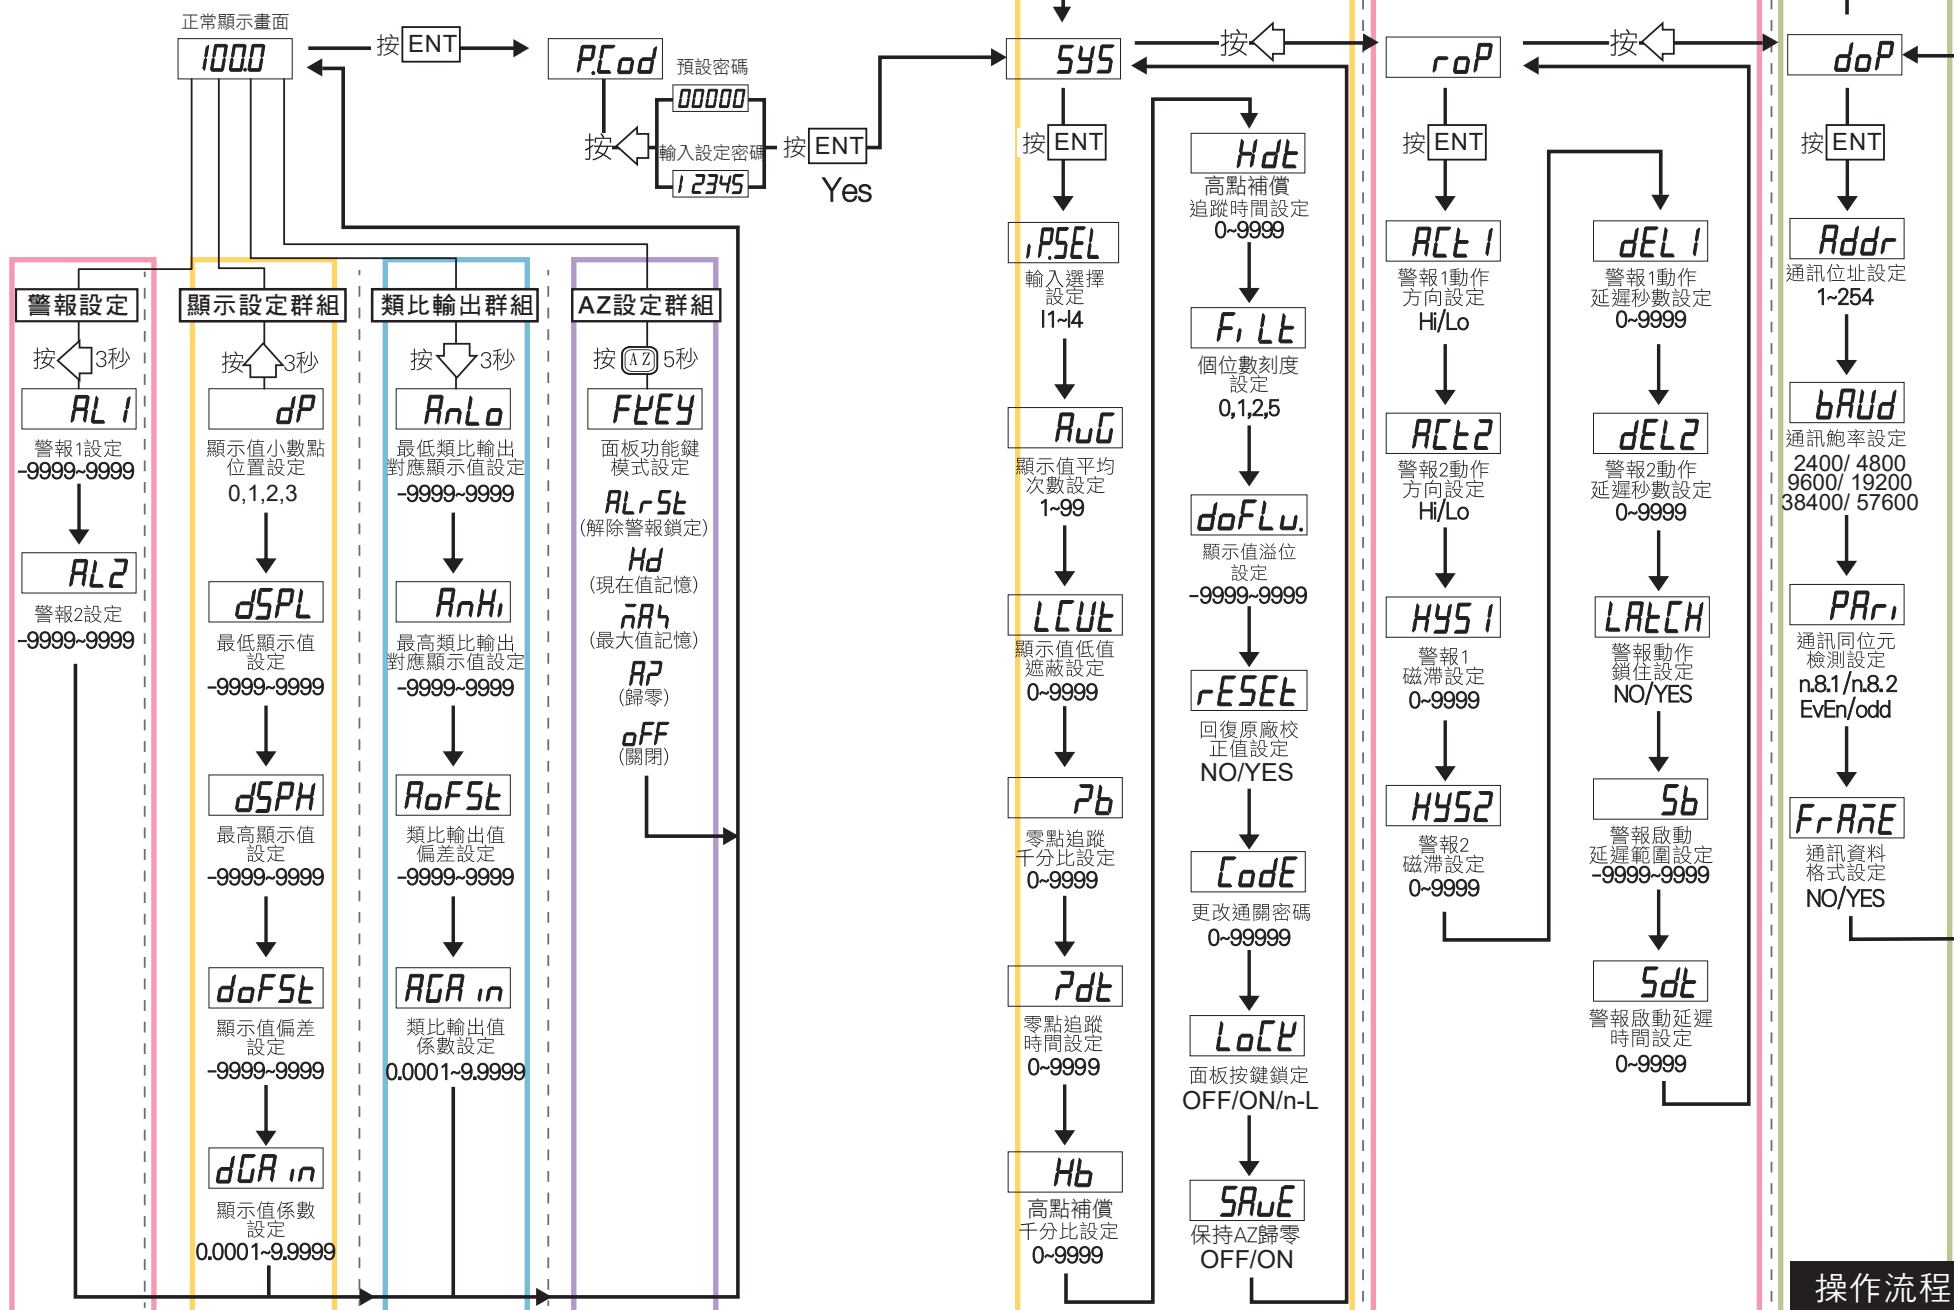 正常顯示畫面
100.0
按 ENT
P.Cod
預設密碼
00000
按
輸入設定密碼
12345
按 ENT
Yes
警報設定
按 3秒
AL1
警報1設定
-9999~9999
AL2
警報2設定
-9999~9999
顯示設定群組
按 3秒
dP
顯示值小數點
位置設定
0,1,2,3
dSPL
最低顯示值
設定
-9999~9999
dSPH
最高顯示值
設定
-9999~9999
doFSt
顯示值偏差
設定
-9999~9999
dGAin
顯示值係數
設定
0.0001~9.9999
類比輸出群組
按 3秒
AnLo
最低類比輸出
對應顯示值設定
-9999~9999
AnHi
最高類比輸出
對應顯示值設定
-9999~9999
AoFSt
類比輸出值
偏差設定
-9999~9999
AGAin
類比輸出值
係數設定
0.0001~9.9999
AZ設定群組
按 AZ 5秒
FKEY
面板功能鍵
模式設定
ALrSt
(解除警報鎖定)
Hd
(現在值記憶)
(最大值記憶)
AZ
(歸零)
oFF
(關閉)
SYS
按
按 ENT
iP.SEL
輸入選擇
設定
I1~I4
AvG
顯示值平均
次數設定
1~99
LCUt
顯示值低值
遮蔽設定
0~9999
Zb
零點追蹤
千分比設定
0~9999
Zdt
零點追蹤
時間設定
0~9999
Hb
高點補償
千分比設定
0~9999
Hdt
高點補償
追蹤時間設定
0~9999
FiLt
個位數刻度
設定
0,1,2,5
doFLv.
顯示值溢位
設定
-9999~9999
rESEt
回復原廠校
正值設定
NO/YES
CodE
更改通關密碼
0~99999
LoCK
面板按鍵鎖定
OFF/ON/n-L
SAvE
保持AZ歸零
OFF/ON
roP
按
按 ENT
ACt1
警報1動作
方向設定
Hi/Lo
ACt2
警報2動作
方向設定
Hi/Lo
HYS1
警報1
磁滯設定
0~9999
HYS2
警報2
磁滯設定
0~9999
dEL1
警報1動作
延遲秒數設定
0~9999
dEL2
警報2動作
延遲秒數設定
0~9999
LAtCH
警報動作
鎖住設定
NO/YES
Sb
警報啟動
延遲範圍設定
-9999~9999
Sdt
警報啟動延遲
時間設定
0~9999
doP
按 ENT
Addr
通訊位址設定
1~254
bAUd
通訊鮑率設定
2400/ 4800
9600/ 19200
38400/ 57600
PAri
通訊同位元
檢測設定
n.8.1/n.8.2
EvEn/odd
FrAmE
通訊資料
格式設定
NO/YES
操作流程